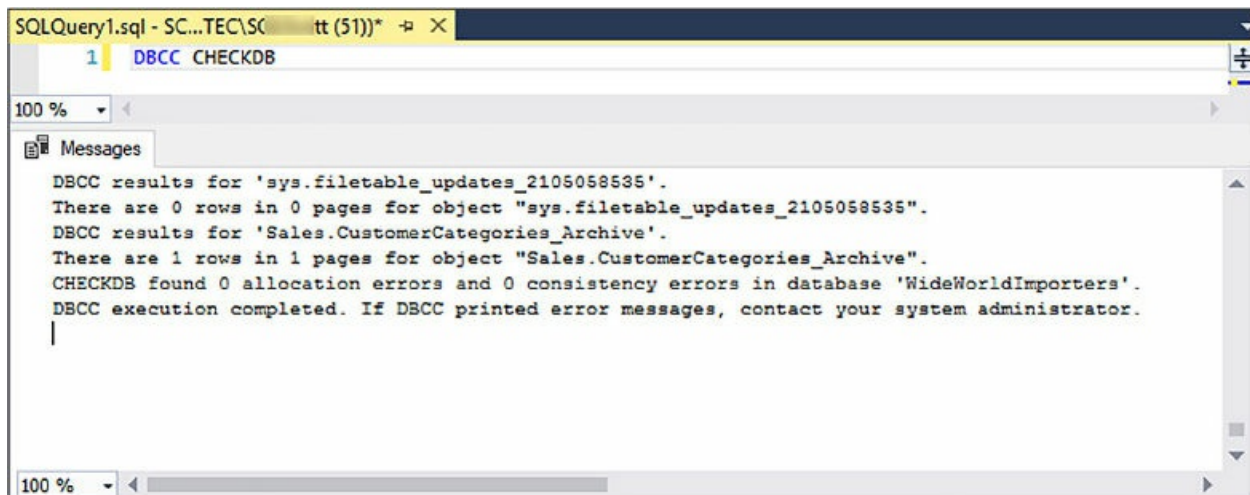 SQLQuery1.sql - SC...TEC\SC tt (51))*
1 DBCC CHECKDB
100 %
Messages
DBCC results for 'sys.filetable_updates_2105058535'.
There are 0 rows in 0 pages for object "sys.filetable_updates_2105058535".
DBCC results for 'Sales.CustomerCategories_Archive'.
There are 1 rows in 1 pages for object "Sales.CustomerCategories_Archive".
CHECKDB found 0 allocation errors and 0 consistency errors in database 'WideWorldImporters'.
DBCC execution completed. If DBCC printed error messages, contact your system administrator.
100 %